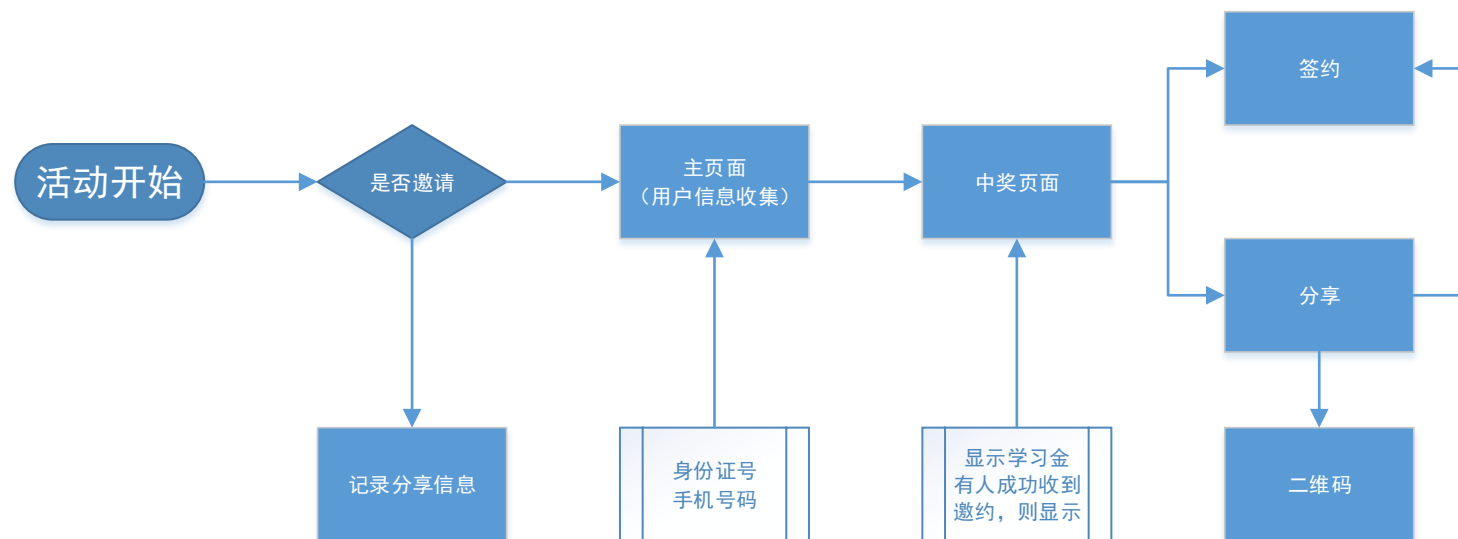 签约
活动开始
是否邀请
主页面
（用户信息收集）
中奖页面
分享
记录分享信息
身份证号
手机号码
显示学习金
有人成功收到
邀约，则显示
二维码